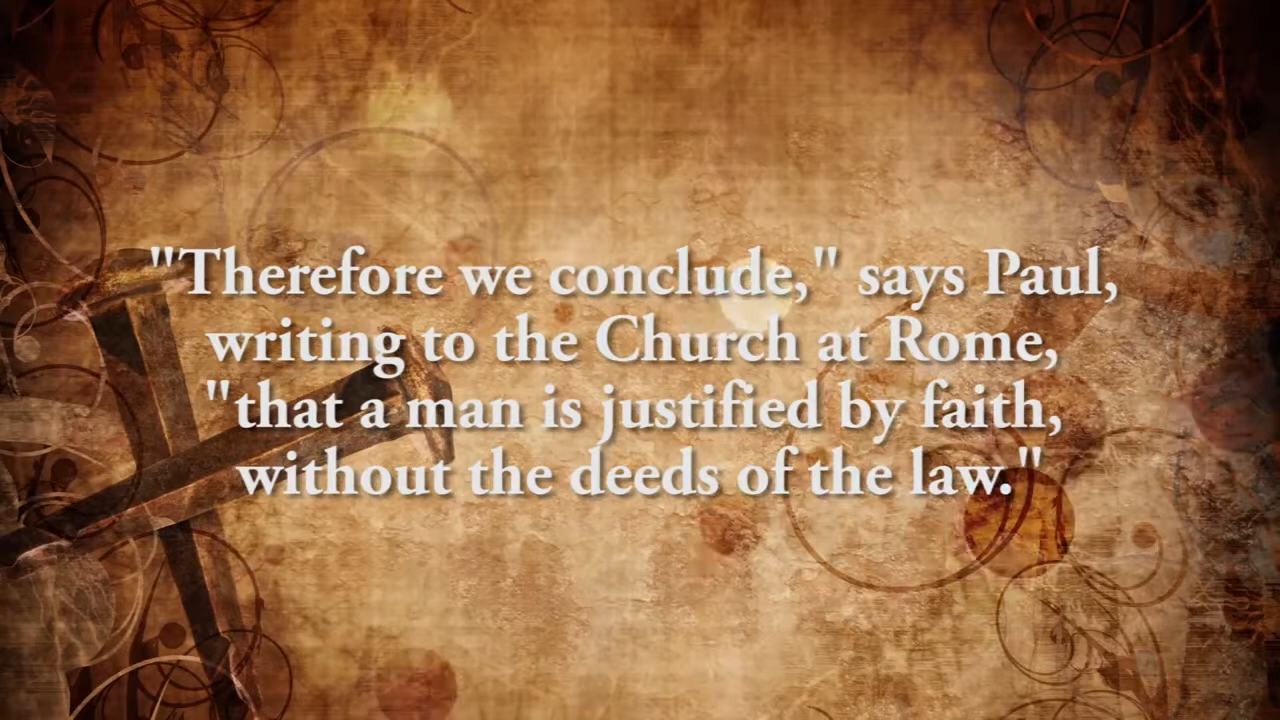 "Therefore we conclude," says Paul,
writing to the Church at Rome,
"that a man is justified by faith,
without the deeds of the law."